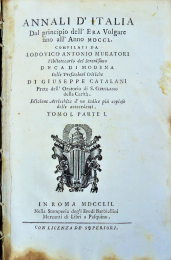 ANNALI D' ITALIA
Dal principio dell' ERA Volgare
sino all' Anno MDCCL.
COMPILATI DA
LODOVICO ANTONIO MURATORI
Bibliotecario del Serenissimo
DUCA DI MODENA
Colle Prefazioni Critiche
DI GIUSEPPE CATALANI
Prete dell' Oratorio di S. GIROLAMO
della Carità.
Edizione Arricchita d' un Indice più copioso
delle antecedenti.
TOMO I. PARTE I.
IN ROMA MDCCLII.
Nella Stamperia degli Eredi Barbiellini
Mercanti di Libri a Pasquino.
CON LICENZA DE' SUPERIORI.